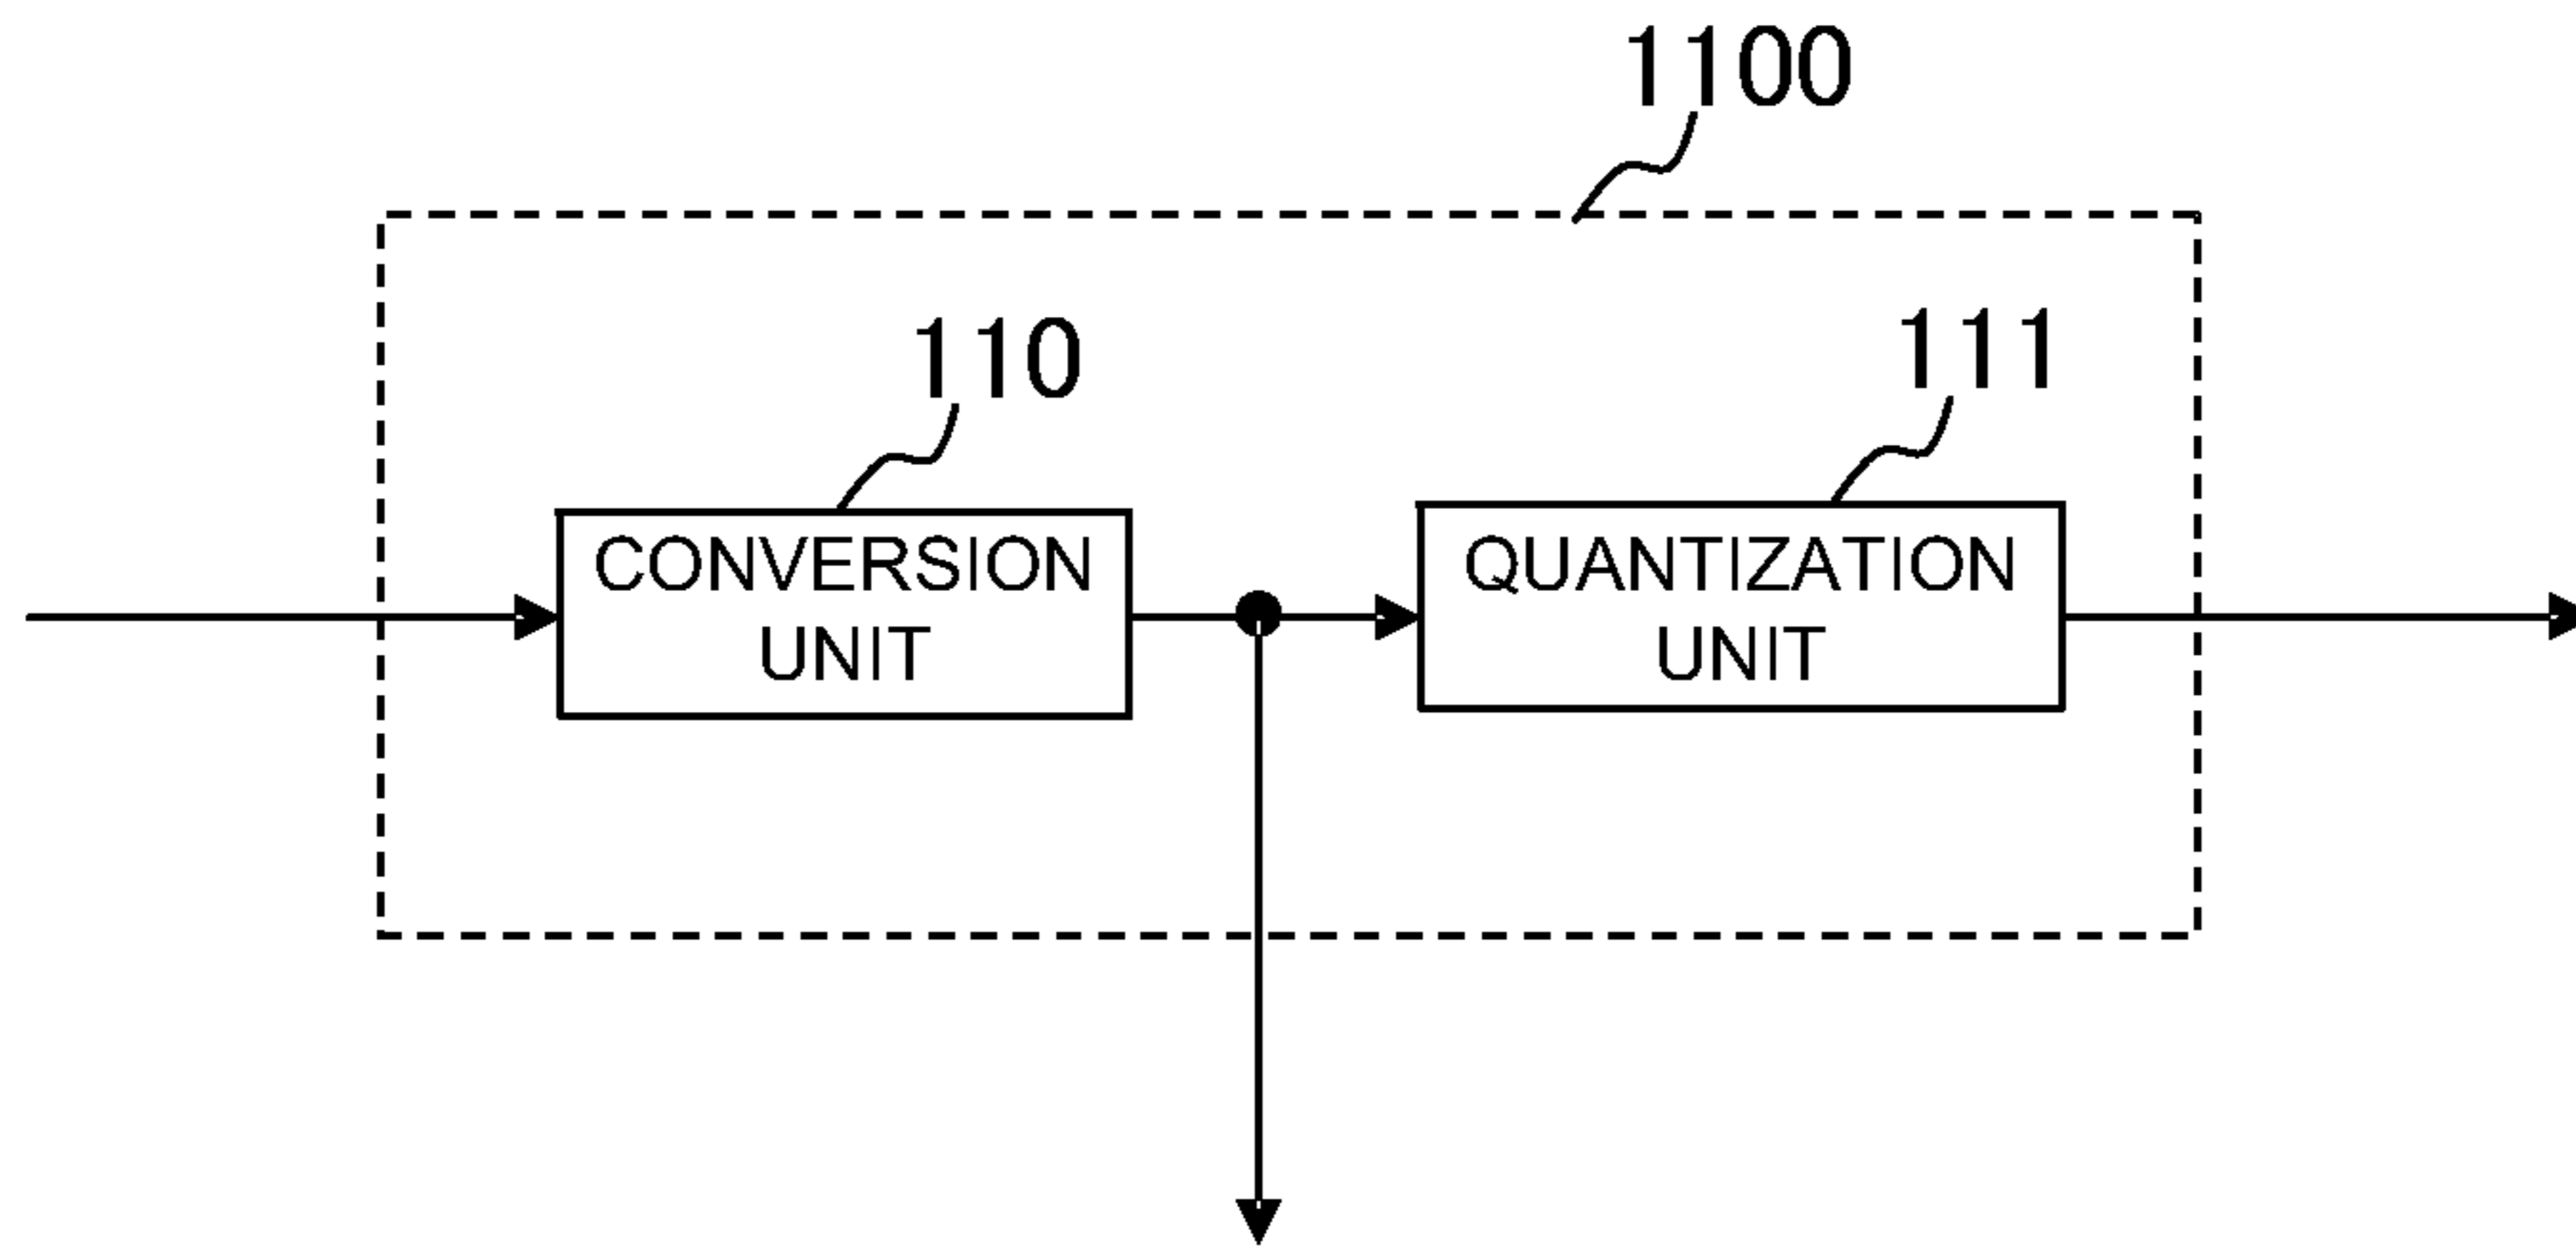 1100
110
111
CONVERSION
UNIT
QUANTIZATION
UNIT